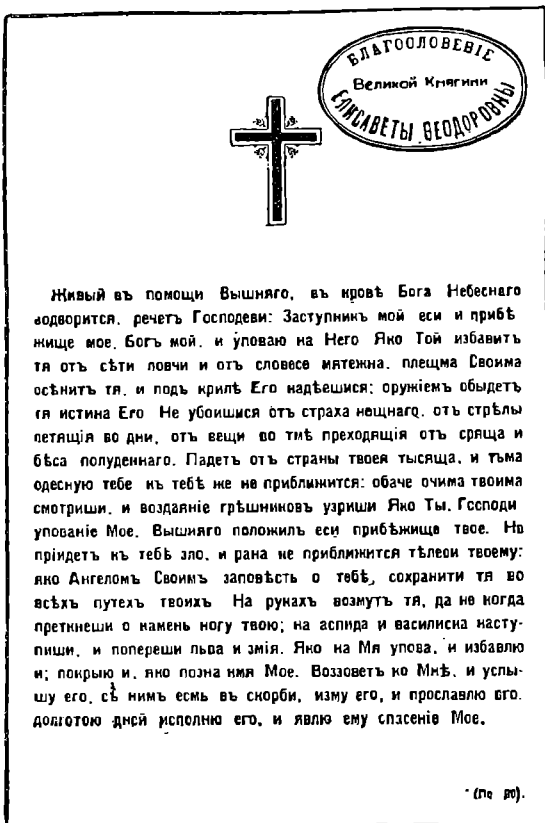 БЛАГОСЛОВЕНІЕ
Великой Княгини
ЕЛИСАВЕТЫ ѲЕОДОРОВНЫ
Живый въ помощи Вышняго, въ кровѣ Бога Небеснаго
водворится, речетъ Господеви: Заступникъ мой еси и прибѣ
жище мое, Богъ мой, и уповаю на Него Яко Той избавитъ
тя отъ сѣти ловчи и отъ словесе мятежна, плещма Своима
осѣнитъ тя, и подъ крилѣ Его надѣешися: оружіемъ обыдетъ
тя истина Его Не убоишися отъ страха нощнаго, отъ стрѣлы
летящія во дни, отъ вещи во тмѣ преходящія отъ сряща и
бѣса полуденнаго. Падетъ отъ страны твоея тысяща, и тьма
одесную тебе къ тебѣ же не приближится: обаче очима твоима
смотриши, и воздаяніе грѣшниковъ узриши Яко Ты, Господи
упованіе Мое. Вышняго положилъ еси прибѣжище твое. Не
пріидетъ къ тебѣ зло, и рана не приближится тѣлеси твоему:
яко Ангеломъ Своимъ заповѣсть о тебѣ, сохранити тя во
всѣхъ путехъ твоихъ На рукахъ возмутъ тя, да не когда
преткнеши о камень ногу твою; на аспида и василиска насту-
пиши, и попереши льва и змія. Яко на Мя упова, и избавлю
и; покрыю и, яко позна имя Мое. Воззоветъ ко Мнѣ, и услы-
шу его, съ нимъ есмь въ скорби, изму его, и прославлю его,
долготою дней исполню его, и явлю ему спасеніе Мое.
(Пс 90).